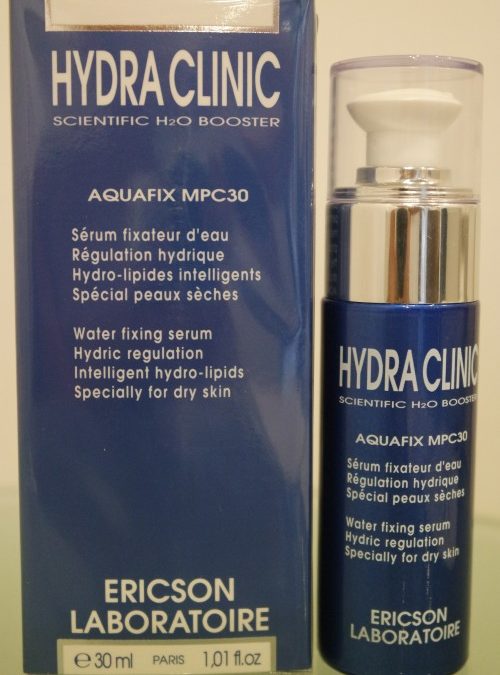 HYDRA CLINIC
SCIENTIFIC H2O BOOSTER
AQUAFIX MPC30
Sérum fixateur d'eau
Régulation hydrique
Hydro-lipides intelligents
Spécial peaux sèches
Water fixing serum
Hydric regulation
Intelligent hydro-lipids
Specially for dry skin
ERICSON
LABORATOIRE
e 30 ml PARIS 1,01 fl.oz
HYDRA CLINIC
SCIENTIFIC H2O BOOSTER
AQUAFIX MPC30
Sérum fixateur d'eau
Régulation hydrique
Spécial peaux sèches
Water fixing serum
Hydric regulation
Specially for dry skin
ERICSON
LABORATOIRE